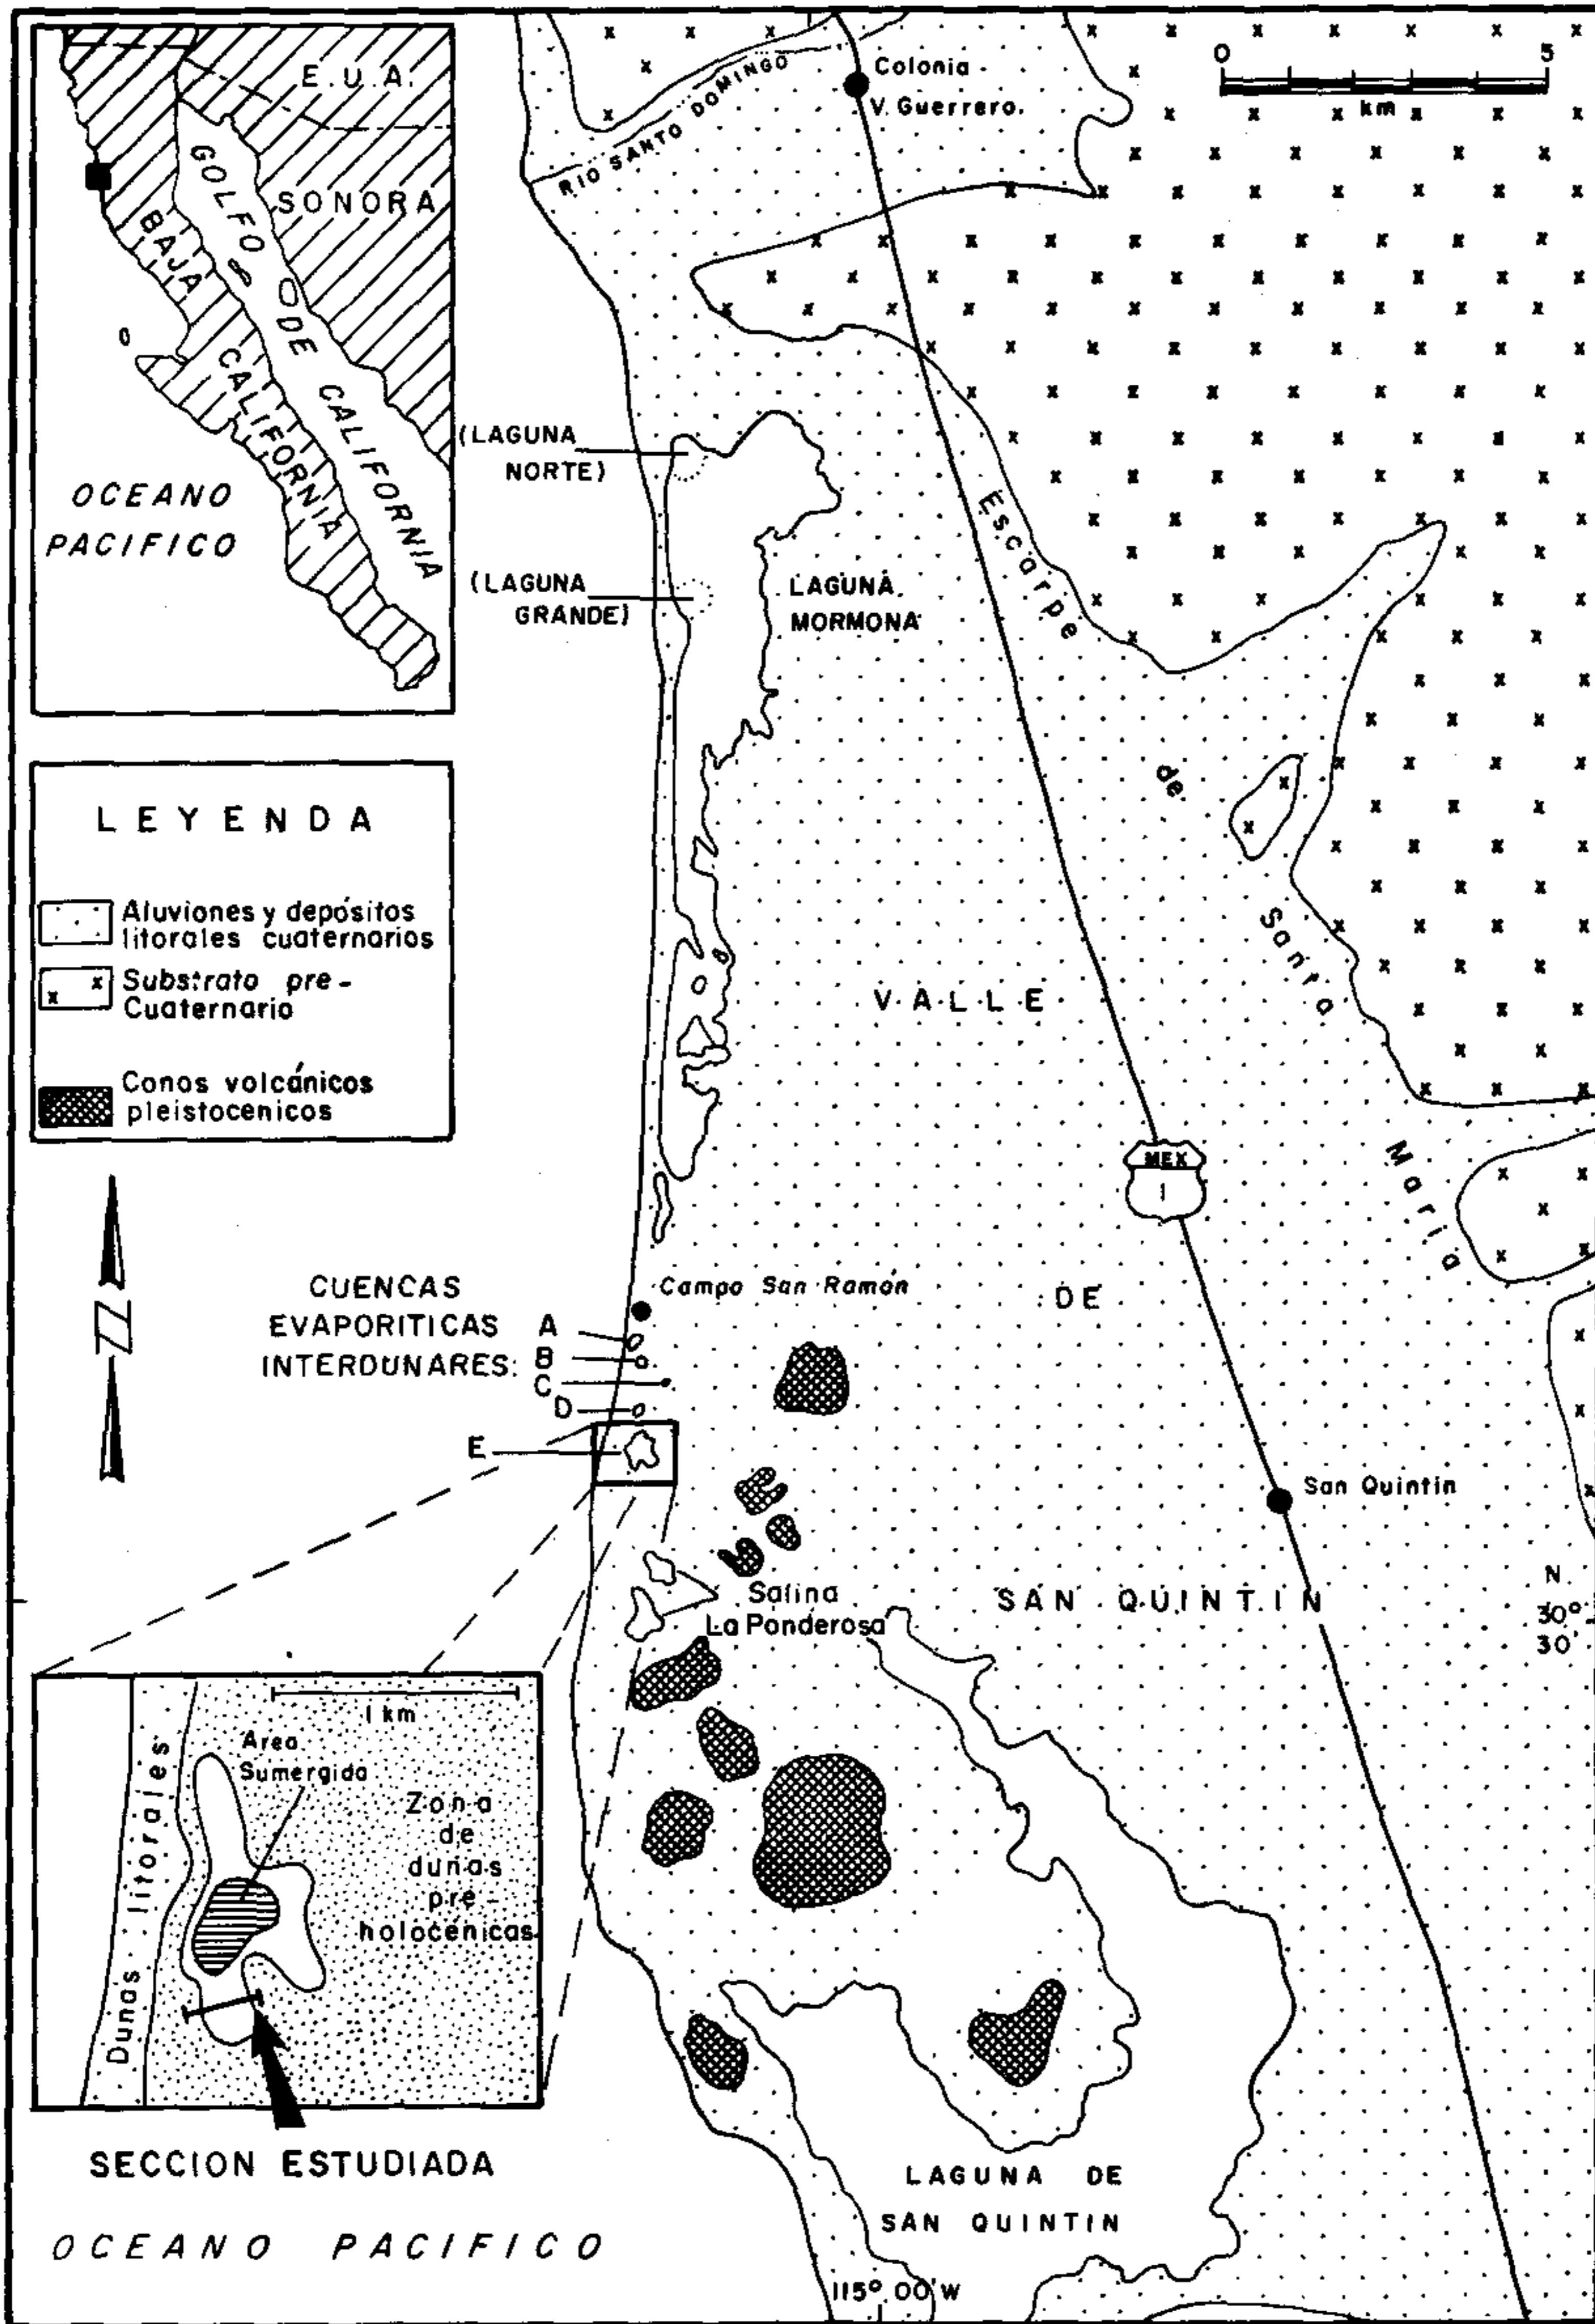 E.U.A.
SONORA
GOLFO DE CALIFORNIA
BAJA CALIFORNIA
OCEANO
PACIFICO
0 5
km
Colonia
V. Guerrero.
RIO SANTO DOMINGO
(LAGUNA
NORTE)
(LAGUNA
GRANDE)
LAGUNA
MORMONA
Escarpe de Santa Maria
LEYENDA
Aluviones y depósitos
litorales cuaternarios
Substrato pre-
Cuaternario
Conos volcánicos
pleistocenicos
N
VALLE
DE
SAN QUINTIN
MEX
1
Campo San Ramón
CUENCAS
EVAPORITICAS
INTERDUNARES:
A
B
C
D
E
San Quintin
Salina
La Ponderosa
N
30°
30'
1 km
Area
Sumergida
Zona
de
dunas
pre-
holocénicas
Dunas litorales
SECCION ESTUDIADA
OCEANO PACIFICO
LAGUNA DE
SAN QUINTIN
115° 00' W